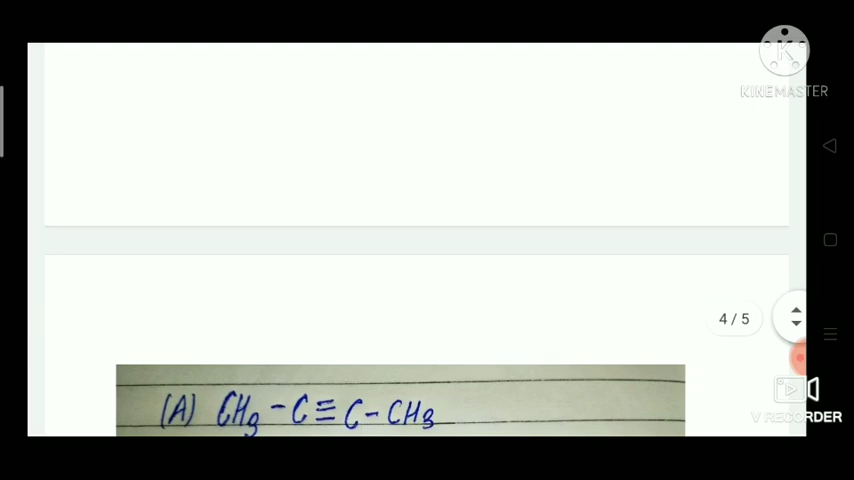 KINEMASTER
4 / 5
(A) CH3 - C ≡ C - CH3
V RECORDER